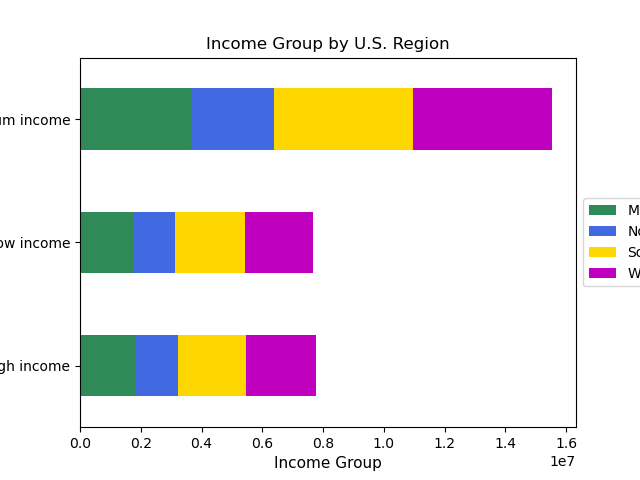 Income Group by U.S. Region
um income
ow income
gh income
M
No
So
W
0.0 0.2 0.4 0.6 0.8 1.0 1.2 1.4 1.6
1e7
Income Group